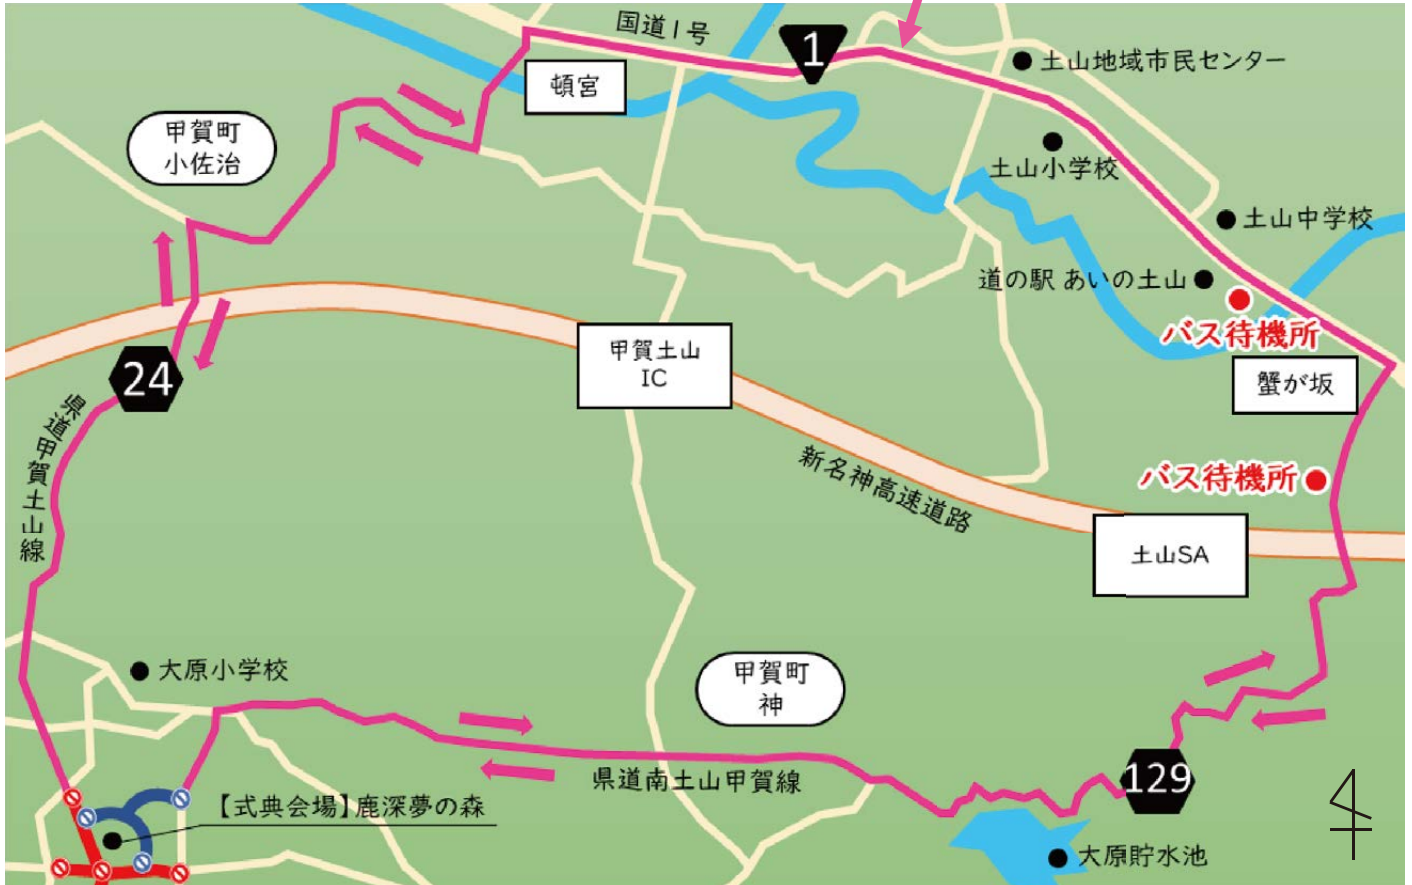 国道1号
1
土山地域市民センター
頓宮
甲賀町
小佐治
土山小学校
土山中学校
道の駅 あいの土山
バス待機所
甲賀土山
IC
24
蟹が坂
県道甲賀土山線
新名神高速道路
バス待機所
土山SA
大原小学校
甲賀町
神
県道南土山甲賀線
129
【式典会場】鹿深夢の森
大原貯水池